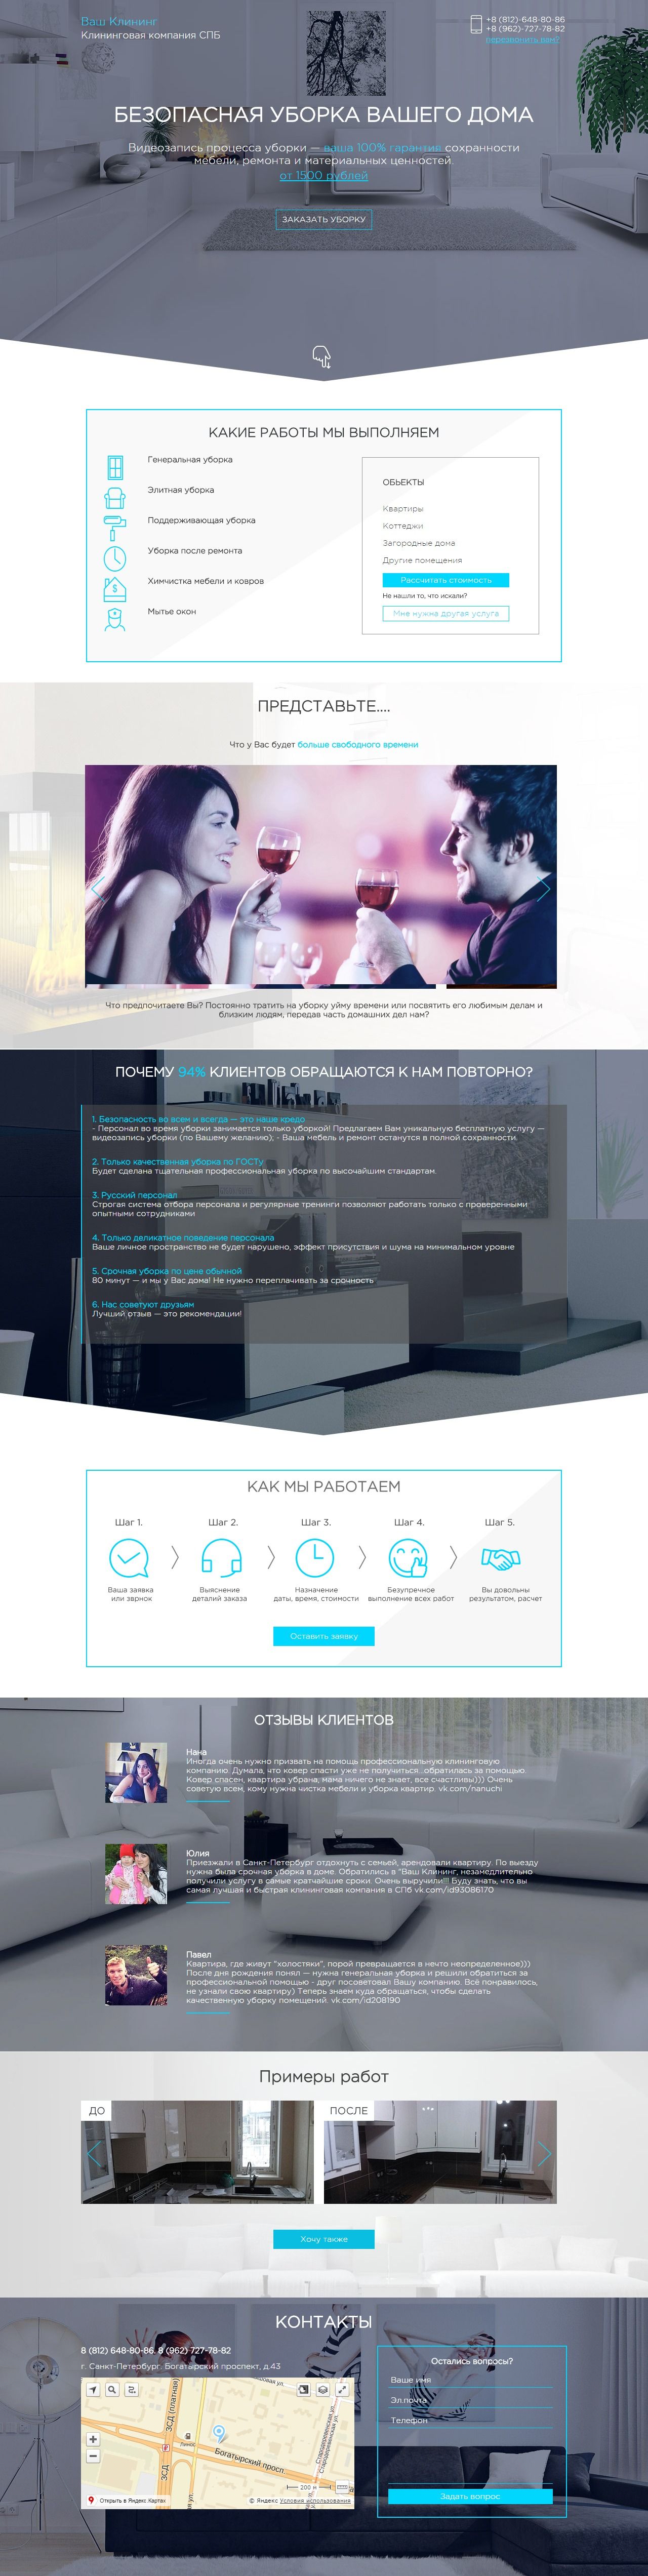 Ваш Клининг
Клининговая компания СПБ
+8 (812)-648-80-86
+8 (962)-727-78-82
перезвонить вам?
БЕЗОПАСНАЯ УБОРКА ВАШЕГО ДОМА
Видеозапись процесса уборки — ваша 100% гарантия сохранности
мебели, ремонта и материальных ценностей.
от 1500 рублей
ЗАКАЗАТЬ УБОРКУ
КАКИЕ РАБОТЫ МЫ ВЫПОЛНЯЕМ
Генеральная уборка
Элитная уборка
Поддерживающая уборка
Уборка после ремонта
Химчистка мебели и ковров
Мытье окон
ОБЬЕКТЫ
Квартиры
Коттеджи
Загородные дома
Другие помещения
Рассчитать стоимость
Не нашли то, что искали?
Мне нужна другая услуга
ПРЕДСТАВЬТЕ....
Что у Вас будет больше свободного времени
Что предпочитаете Вы? Постоянно тратить на уборку уйму времени или посвятить его любимым делам и
близким людям, передав часть домашних дел нам?
ПОЧЕМУ 94% КЛИЕНТОВ ОБРАЩАЮТСЯ К НАМ ПОВТОРНО?
1. Безопасность во всем и всегда — это наше кредо
- Персонал во время уборки занимается только уборкой! Предлагаем Вам уникальную бесплатную услугу —
видеозапись уборки (по Вашему желанию); - Ваша мебель и ремонт останутся в полной сохранности.
2. Только качественная уборка по ГОСТу
Будет сделана тщательная профессиональная уборка по высочайшим стандартам.
3. Русский персонал
Строгая система отбора персонала и регулярные тренинги позволяют работать только с проверенными
опытными сотрудниками
4. Только деликатное поведение персонала
Ваше личное пространство не будет нарушено, эффект присутствия и шума на минимальном уровне
5. Срочная уборка по цене обычной
80 минут — и мы у Вас дома! Не нужно переплачивать за срочность
6. Нас советуют друзьям
Лучший отзыв — это рекомендации!
КАК МЫ РАБОТАЕМ
Шаг 1. Шаг 2. Шаг 3. Шаг 4. Шаг 5.
Ваша заявка
или зврнок
Выяснение
деталий заказа
Назначение
даты, время, стоимости
Безупречное
выполнение всех работ
Вы довольны
результатом, расчет
Оставить заявку
ОТЗЫВЫ КЛИЕНТОВ
Нана
Иногда очень нужно призвать на помощь профессиональную клининговую
компанию. Думала, что ковер спасти уже не получиться...обратилась за помощью.
Ковер спасен, квартира убрана, мама ничего не знает, все счастливы))) Очень
советую всем, кому нужна чистка мебели и уборка квартир. vk.com/nanuchi
Юлия
Приезжали в Санкт-Петербург отдохнуть с семьей, арендовали квартиру. По выезду
нужна была срочная уборка в доме. Обратились в "Ваш Клининг, незамедлительно
получили услугу в самые кратчайшие сроки. Очень выручили!!! Буду знать, что вы
самая лучшая и быстрая клининговая компания в СПб vk.com/id93086170
Павел
Квартира, где живут "холостяки", порой превращается в нечто неопределенное)))
После дня рождения понял — нужна генеральная уборка и решили обратиться за
профессиональной помощью - друг посоветовал Вашу компанию. Всё понравилось,
не узнали свою квартиру) Теперь знаем куда обращаться, чтобы сделать
качественную уборку помещений. vk.com/id208190
Примеры работ
ДО
ПОСЛЕ
Хочу также
КОНТАКТЫ
8 (812) 648-80-86. 8 (962) 727-78-82
г. Санкт-Петербург. Богатырский проспект, д.43
ЗСД (платная)
ЗСД
Богатырский просп.
200 м
Открыть в Яндекс.Картах
© Яндекс Условия использования
Остались вопросы?
Ваше имя
Эл.почта
Телефон
Задать вопрос